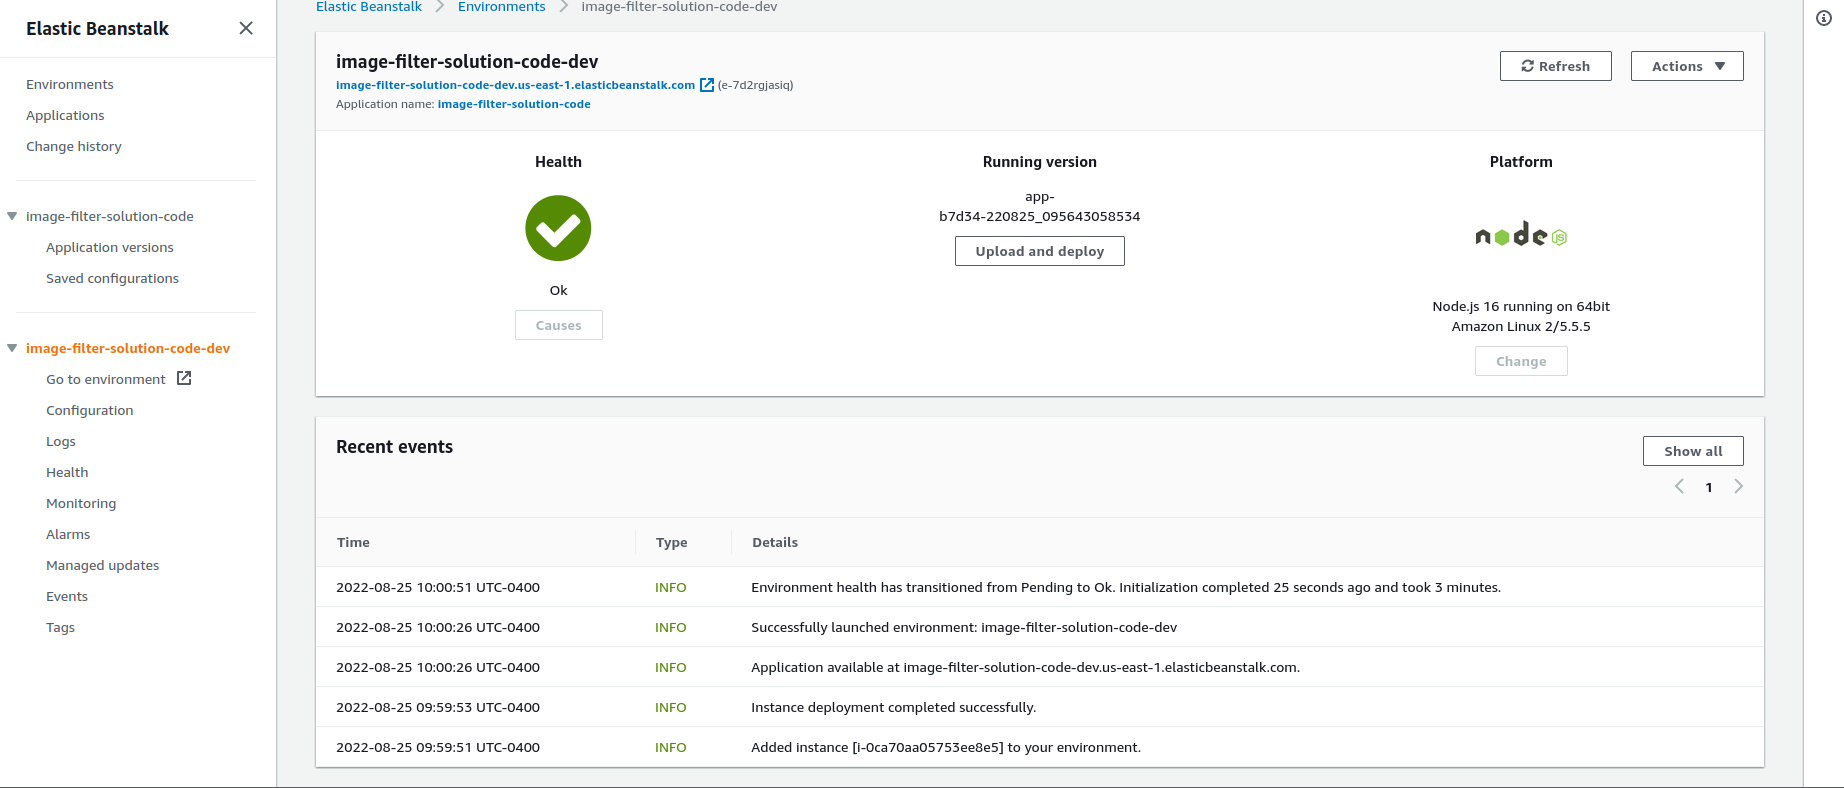 Elastic Beanstalk
Environments
Applications
Change history
image-filter-solution-code
Application versions
Saved configurations
image-filter-solution-code-dev
Go to environment
Configuration
Logs
Health
Monitoring
Alarms
Managed updates
Events
Tags
Elastic Beanstalk > Environments > image-filter-solution-code-dev
image-filter-solution-code-dev
image-filter-solution-code-dev.us-east-1.elasticbeanstalk.com (e-7d2rgjasiq)
Application name: image-filter-solution-code
Refresh
Actions
Health
Ok
Causes
Running version
app-
b7d34-220825_095643058534
Upload and deploy
Platform
node JS
Node.js 16 running on 64bit
Amazon Linux 2/5.5.5
Change
Recent events
Show all
1
Time Type Details
2022-08-25 10:00:51 UTC-0400 INFO Environment health has transitioned from Pending to Ok. Initialization completed 25 seconds ago and took 3 minutes.
2022-08-25 10:00:26 UTC-0400 INFO Successfully launched environment: image-filter-solution-code-dev
2022-08-25 10:00:26 UTC-0400 INFO Application available at image-filter-solution-code-dev.us-east-1.elasticbeanstalk.com.
2022-08-25 09:59:53 UTC-0400 INFO Instance deployment completed successfully.
2022-08-25 09:59:51 UTC-0400 INFO Added instance [i-0ca70aa05753ee8e5] to your environment.